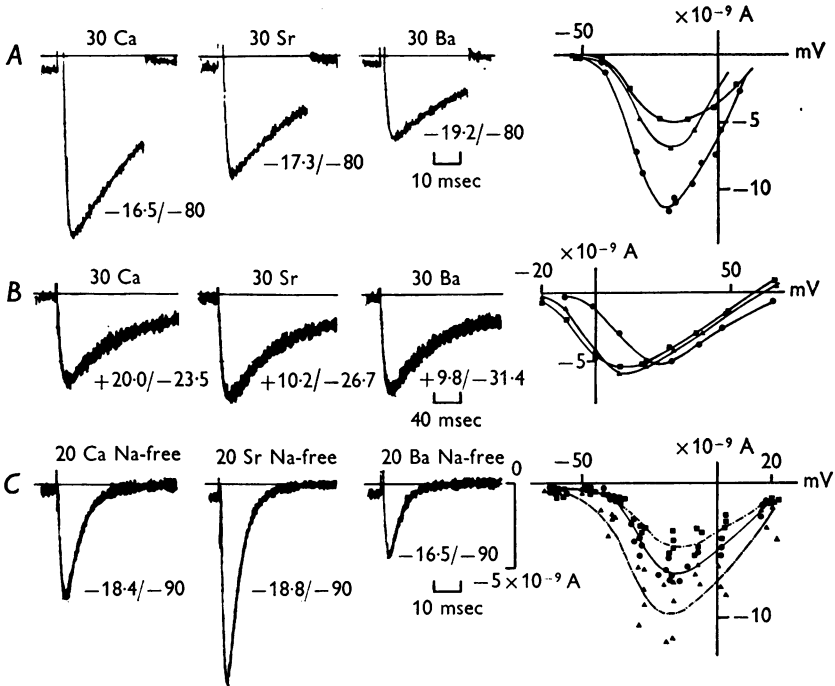 A
30 Ca
30 Sr
30 Ba
−16·5/−80
−17·3/−80
−19·2/−80
10 msec
×10⁻⁹ A
−50
mV
−5
−10
B
30 Ca
30 Sr
30 Ba
+20·0/−23·5
+10·2/−26·7
+9·8/−31·4
40 msec
×10⁻⁹ A
−20
50
mV
−5
C
20 Ca Na-free
20 Sr Na-free
20 Ba Na-free
0
−18·4/−90
−18·8/−90
−16·5/−90
−5×10⁻⁹ A
10 msec
×10⁻⁹ A
−50
20
mV
−10